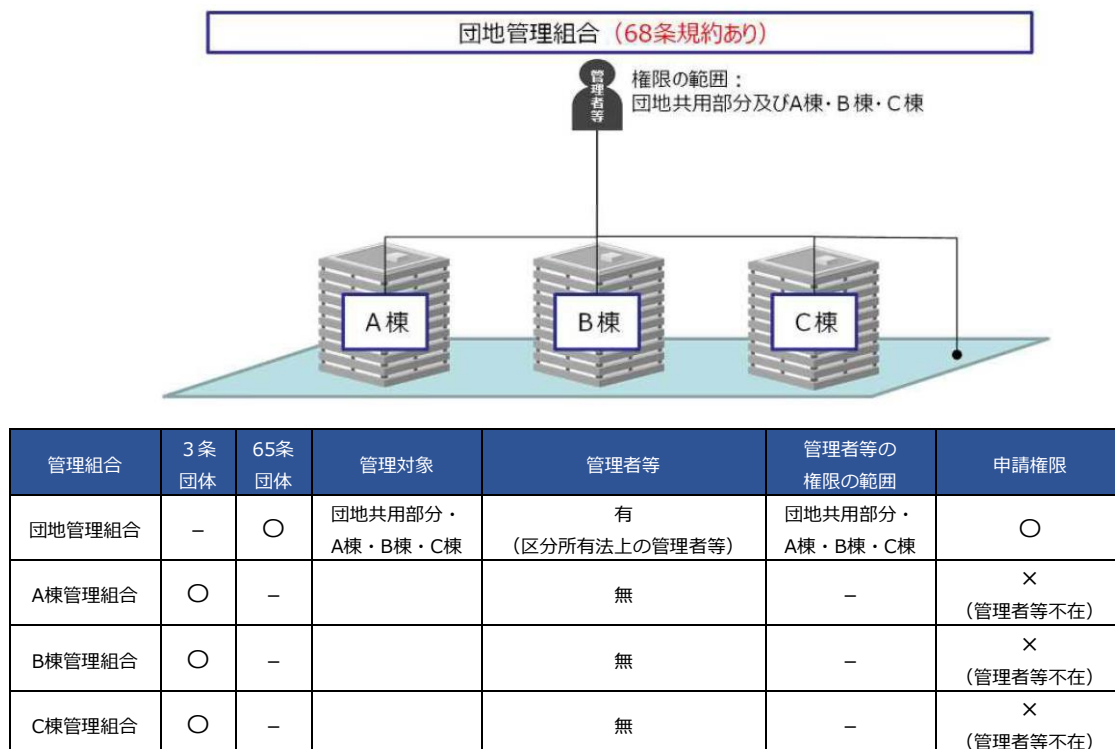 団地管理組合（68条規約あり）
管理者等
権限の範囲：
団地共用部分及びA棟・B棟・C棟
A棟
B棟
C棟
管理組合 3条団体 65条団体 管理対象 管理者等 管理者等の権限の範囲 申請権限
団地管理組合 － 〇 団地共用部分・A棟・B棟・C棟 有（区分所有法上の管理者等） 団地共用部分・A棟・B棟・C棟 〇
A棟管理組合 〇 － 無 － ×（管理者等不在）
B棟管理組合 〇 － 無 － ×（管理者等不在）
C棟管理組合 〇 － 無 － ×（管理者等不在）